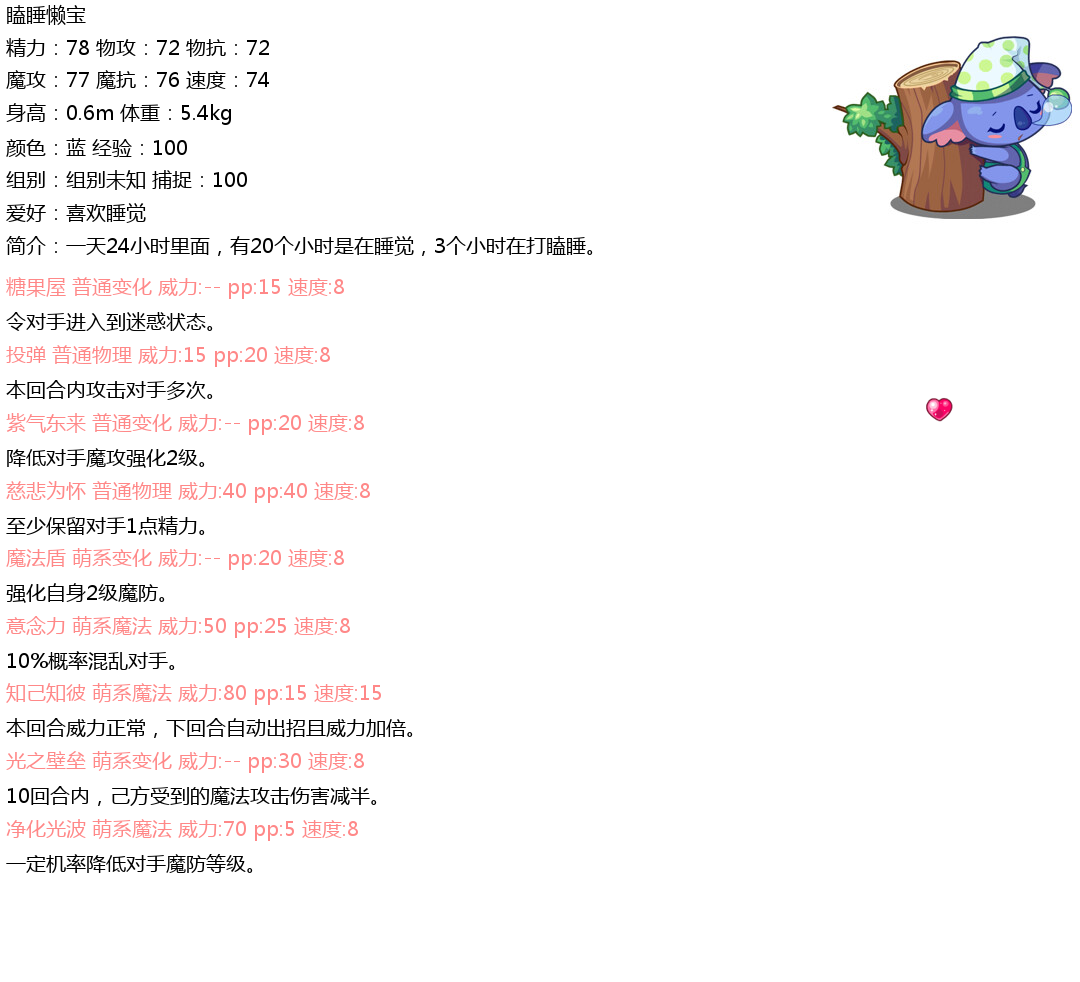 瞌睡懒宝
精力：78 物攻：72 物抗：72
魔攻：77 魔抗：76 速度：74
身高：0.6m 体重：5.4kg
颜色：蓝 经验：100
组别：组别未知 捕捉：100
爱好：喜欢睡觉
简介：一天24小时里面，有20个小时是在睡觉，3个小时在打瞌睡。
糖果屋 普通变化 威力:-- pp:15 速度:8
令对手进入到迷惑状态。
投弹 普通物理 威力:15 pp:20 速度:8
本回合内攻击对手多次。
紫气东来 普通变化 威力:-- pp:20 速度:8
降低对手魔攻强化2级。
慈悲为怀 普通物理 威力:40 pp:40 速度:8
至少保留对手1点精力。
魔法盾 萌系变化 威力:-- pp:20 速度:8
强化自身2级魔防。
意念力 萌系魔法 威力:50 pp:25 速度:8
10%概率混乱对手。
知己知彼 萌系魔法 威力:80 pp:15 速度:15
本回合威力正常，下回合自动出招且威力加倍。
光之壁垒 萌系变化 威力:-- pp:30 速度:8
10回合内，己方受到的魔法攻击伤害减半。
净化光波 萌系魔法 威力:70 pp:5 速度:8
一定机率降低对手魔防等级。